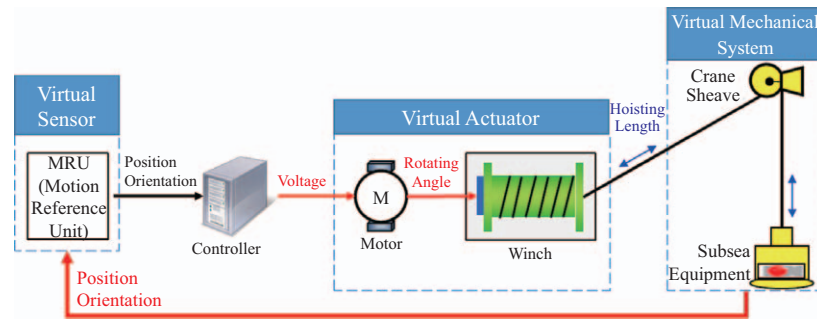 Virtual Mechanical
System
Virtual
Sensor
MRU
(Motion
Reference
Unit)
Position
Orientation
Controller
Voltage
Virtual Actuator
M
Motor
Rotating
Angle
Winch
Hoisting
Length
Crane
Sheave
Subsea
Equipment
Position
Orientation